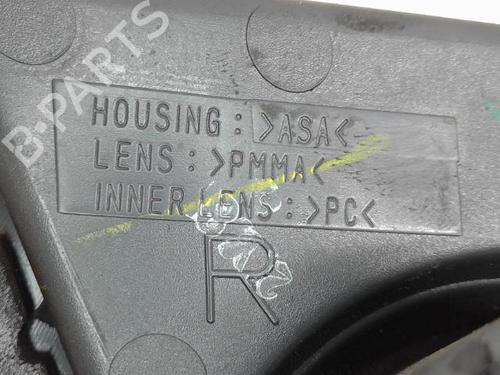 B-PARTS
HOUSING : >ASA<
LENS : >PMMA<
INNER LENS : >PC<
R